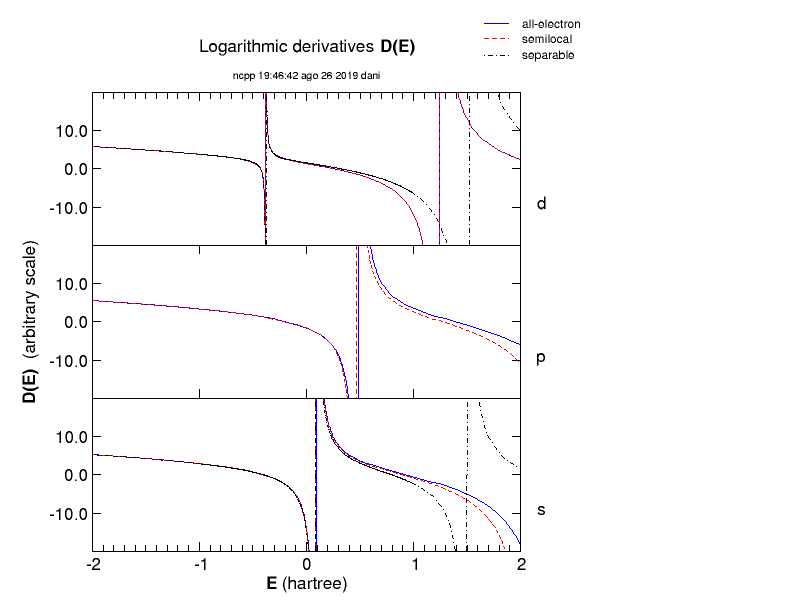 all-electron
semilocal
separable
Logarithmic derivatives D(E)
ncpp 19:46:42 ago 26 2019 dani
10.0
0.0
-10.0
d
10.0
0.0
-10.0
p
10.0
0.0
-10.0
s
D(E) (arbitrary scale)
-2 -1 0 1 2
E (hartree)